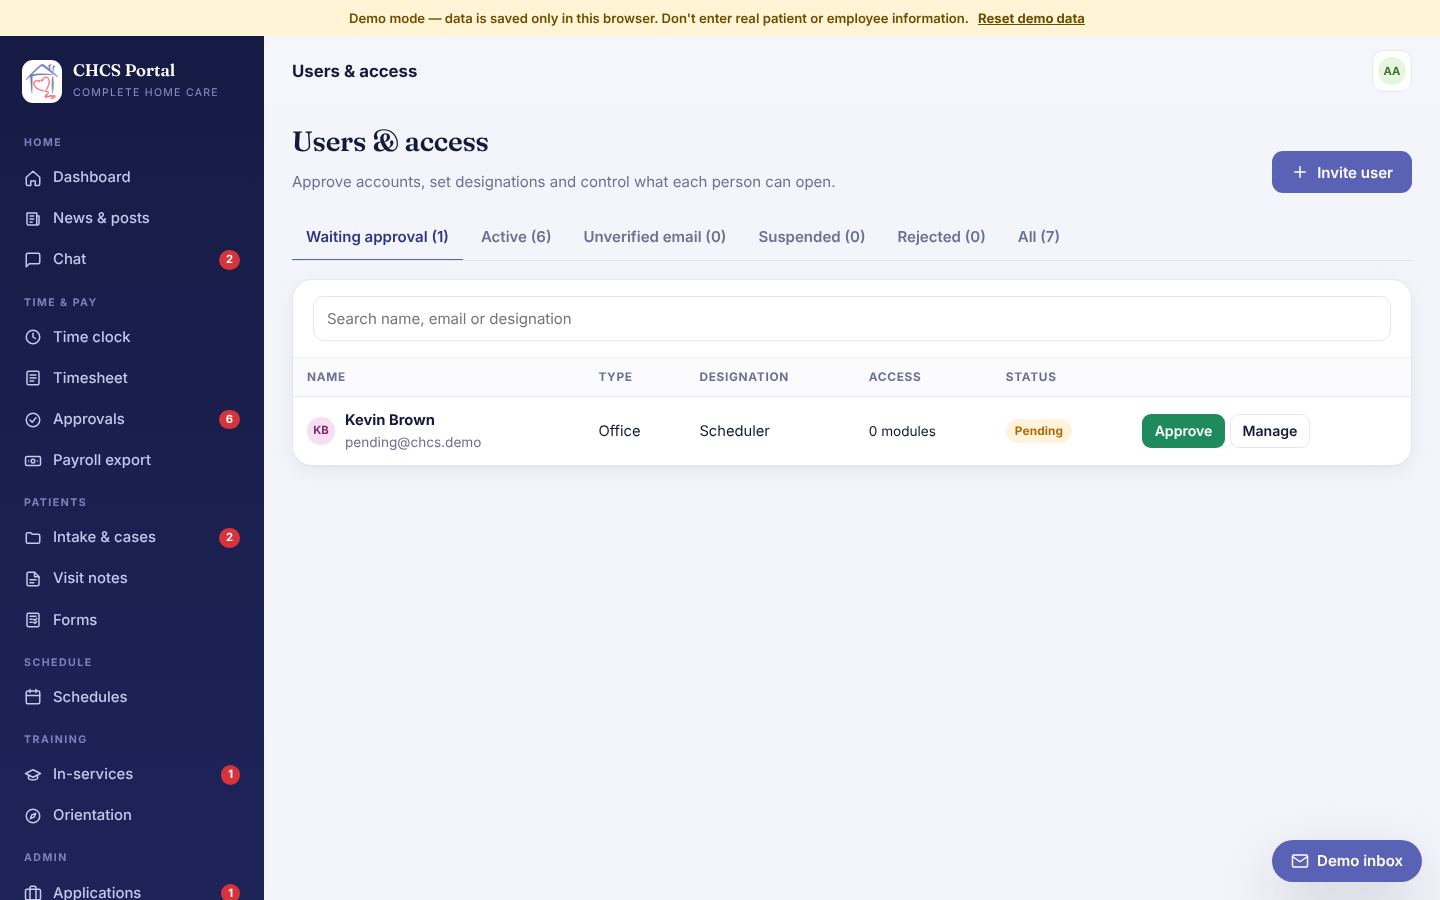 Demo mode — data is saved only in this browser. Don't enter real patient or employee information. Reset demo data
CHCS Portal
COMPLETE HOME CARE
HOME
Dashboard
News & posts
Chat 2
TIME & PAY
Time clock
Timesheet
Approvals 6
Payroll export
PATIENTS
Intake & cases 2
Visit notes
Forms
SCHEDULE
Schedules
TRAINING
In-services 1
Orientation
ADMIN
Applications 1
Users & access
AA
Users & access
Approve accounts, set designations and control what each person can open.
Invite user
Waiting approval (1) Active (6) Unverified email (0) Suspended (0) Rejected (0) All (7)
Search name, email or designation
NAME TYPE DESIGNATION ACCESS STATUS
KB Kevin Brown Office Scheduler 0 modules Pending Approve Manage
pending@chcs.demo
Demo inbox